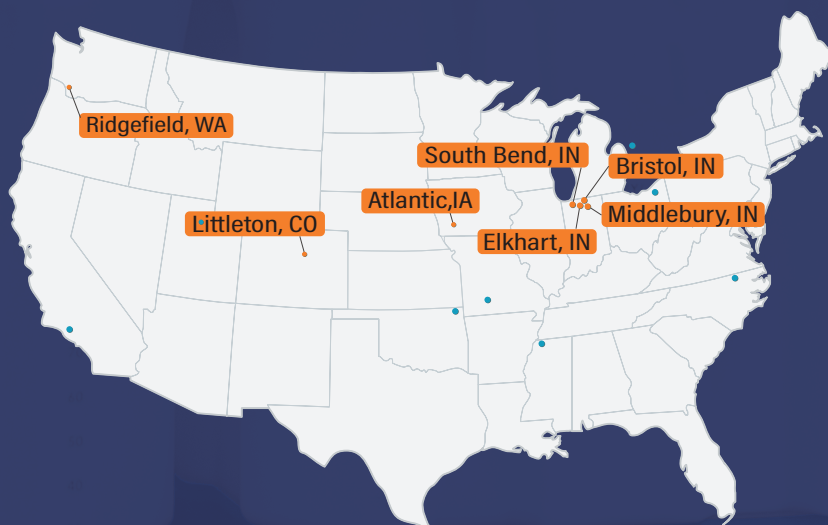 Ridgefield, WA
South Bend, IN
Bristol, IN
Atlantic,IA
Middlebury, IN
Littleton, CO
Elkhart, IN